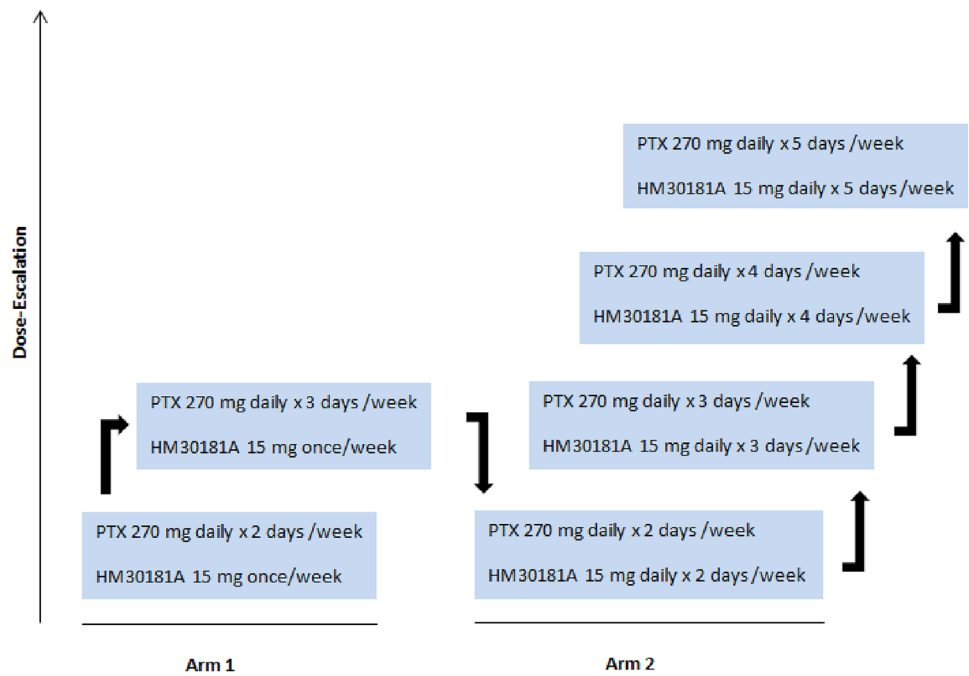 Dose-Escalation
PTX 270 mg daily x 5 days /week
HM30181A 15 mg daily x 5 days/week
PTX 270 mg daily x 4 days /week
HM30181A 15 mg daily x 4 days/week
PTX 270 mg daily x 3 days /week
HM30181A 15 mg once/week
PTX 270 mg daily x 3 days /week
HM30181A 15 mg daily x 3 days/week
PTX 270 mg daily x 2 days /week
HM30181A 15 mg once/week
PTX 270 mg daily x 2 days /week
HM30181A 15 mg daily x 2 days/week
Arm 1
Arm 2